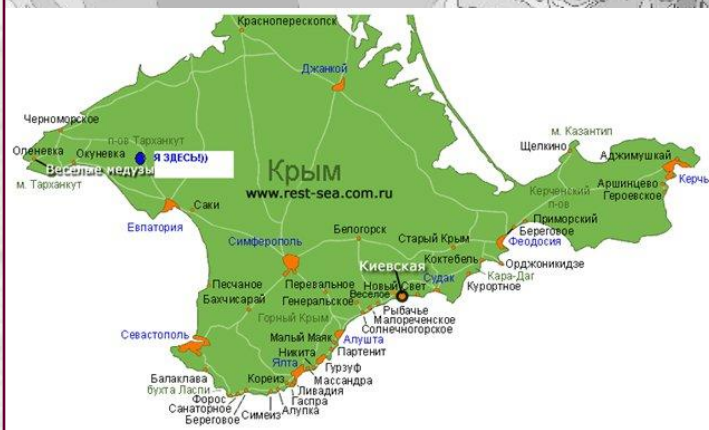 Красноперескопск
Джанкой
Черноморское
п-ов Тарханкут
Оленевка
Окуневка
Я ЗДЕСЬ!))
Веселые медузы
м. Тарханкут
м. Казантип
Щелкино
Аджимушкай
Керчь
Аршинцево
Героевское
Керченский
п-ов
Крым
www.rest-sea.com.ru
Саки
Евпатория
Приморский
Береговое
Феодосия
Белогорск
Старый Крым
Симферополь
Коктебель
Орджоникидзе
Киевская
Кара-Даг
Курортное
Судак
Песчаное
Перевальное
Новый Свет
Веселое
Бахчисарай
Генеральское
Рыбачье
Малореченское
Солнечногорское
Горный Крым
Севастополь
Малый Маяк
Алушта
Партенит
Никита
Ялта
Гурзуф
Балаклава
Кореиз
Массандра
бухта Ласпи
Ливадия
Форос
Гаспра
Санаторное
Алупка
Береговое
Симеиз